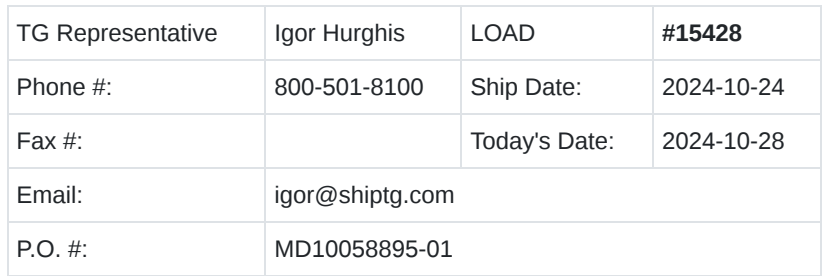 TG Representative Igor Hurghis LOAD #15428
Phone #: 800-501-8100 Ship Date: 2024-10-24
Fax #: Today's Date: 2024-10-28
Email: igor@shiptg.com
P.O. #: MD10058895-01